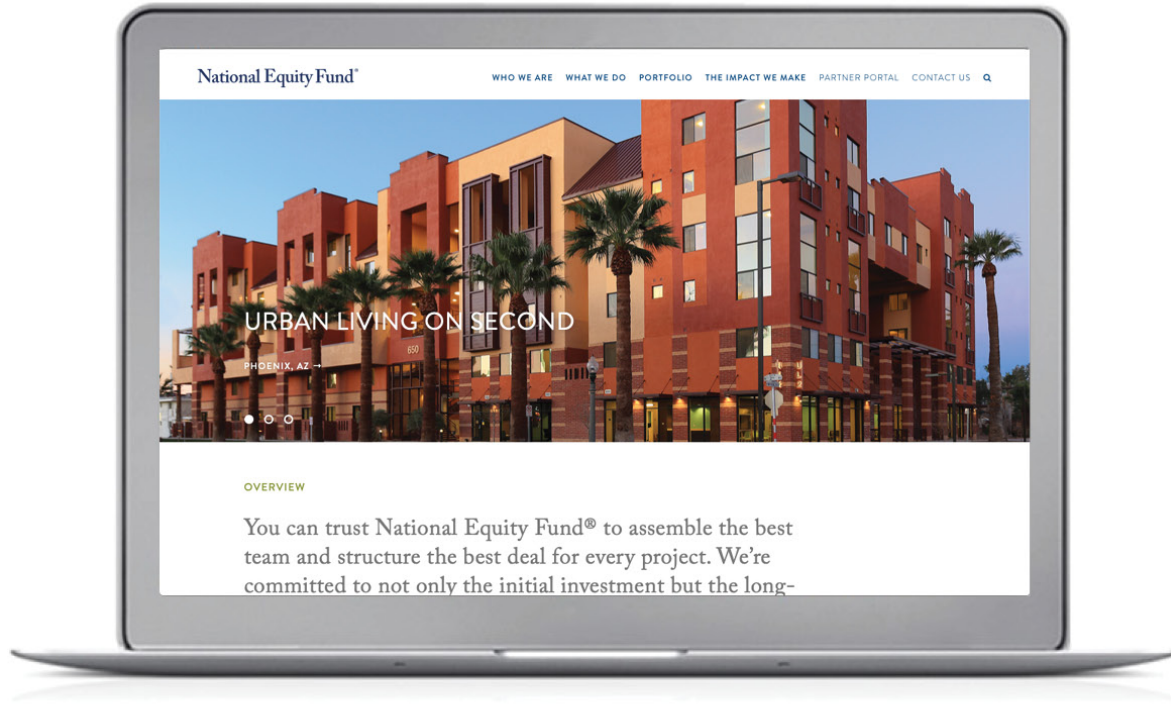 National Equity Fund®
WHO WE ARE WHAT WE DO PORTFOLIO THE IMPACT WE MAKE PARTNER PORTAL CONTACT US
URBAN LIVING ON SECOND
650
PHOENIX, AZ →
OVERVIEW
You can trust National Equity Fund® to assemble the best
team and structure the best deal for every project. We’re
committed to not only the initial investment but the long-